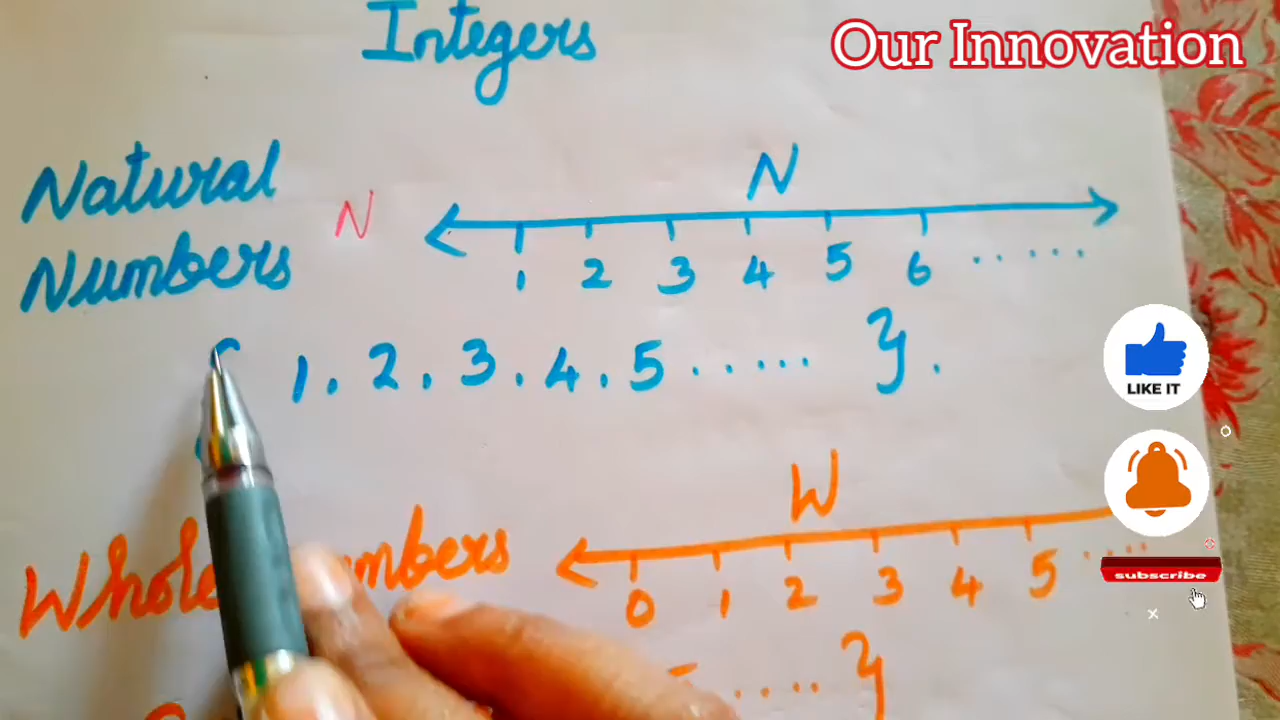 Integers
Our Innovation
Natural
Numbers
N
N
1 2 3 4 5 6 ......
{ 1. 2. 3. 4. 5 ...... }.
LIKE IT
W
Whole
0 1 2 3 4 5 ....
..... }
subscribe